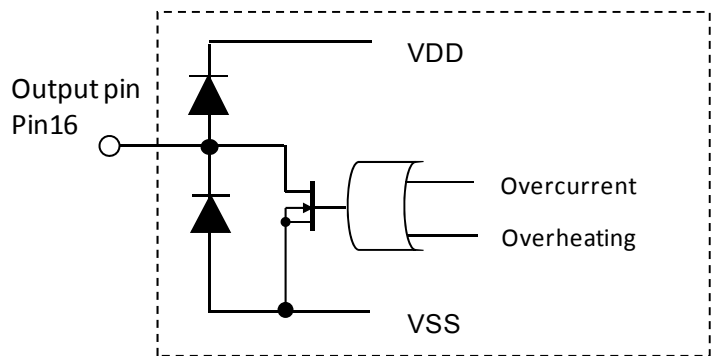 VDD
Output pin
Pin16
Overcurrent
Overheating
VSS